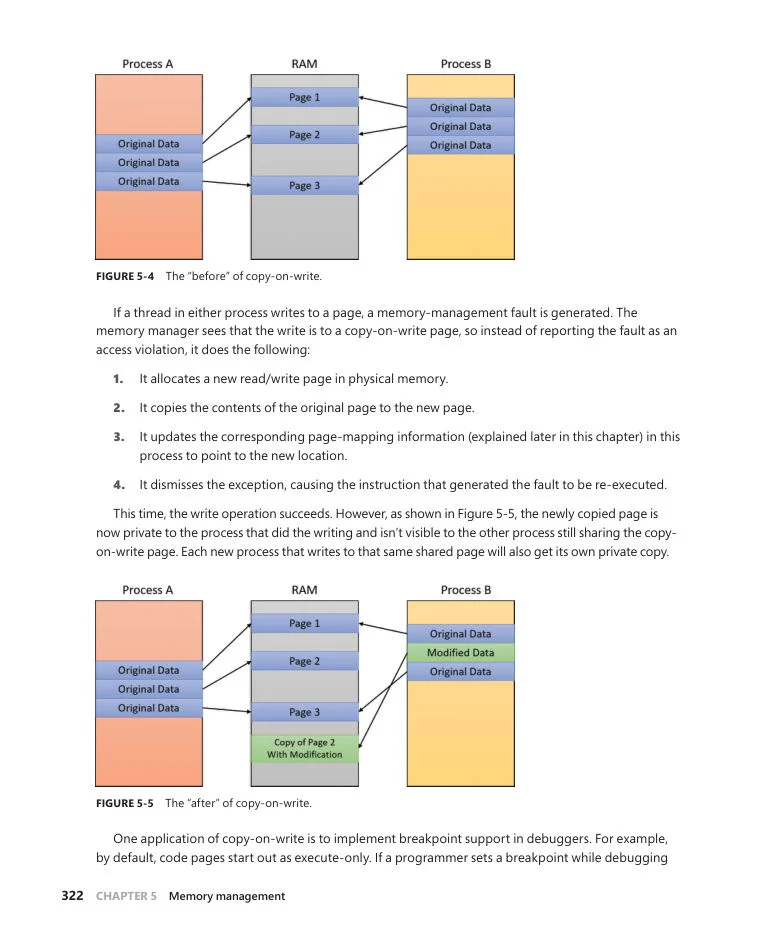 Process A
RAM
Process B
Page 1
Original Data
Page 2
Original Data
Original Data
Original Data
Original Data
Original Data
Page 3
FIGURE 5-4 The “before” of copy-on-write.
If a thread in either process writes to a page, a memory-management fault is generated. The
memory manager sees that the write is to a copy-on-write page, so instead of reporting the fault as an
access violation, it does the following:
1. It allocates a new read/write page in physical memory.
2. It copies the contents of the original page to the new page.
3. It updates the corresponding page-mapping information (explained later in this chapter) in this
process to point to the new location.
4. It dismisses the exception, causing the instruction that generated the fault to be re-executed.
This time, the write operation succeeds. However, as shown in Figure 5-5, the newly copied page is
now private to the process that did the writing and isn’t visible to the other process still sharing the copy-
on-write page. Each new process that writes to that same shared page will also get its own private copy.
Process A
RAM
Process B
Page 1
Original Data
Modified Data
Page 2
Original Data
Original Data
Original Data
Original Data
Page 3
Copy of Page 2
With Modification
FIGURE 5-5 The “after” of copy-on-write.
One application of copy-on-write is to implement breakpoint support in debuggers. For example,
by default, code pages start out as execute-only. If a programmer sets a breakpoint while debugging
322 CHAPTER 5 Memory management